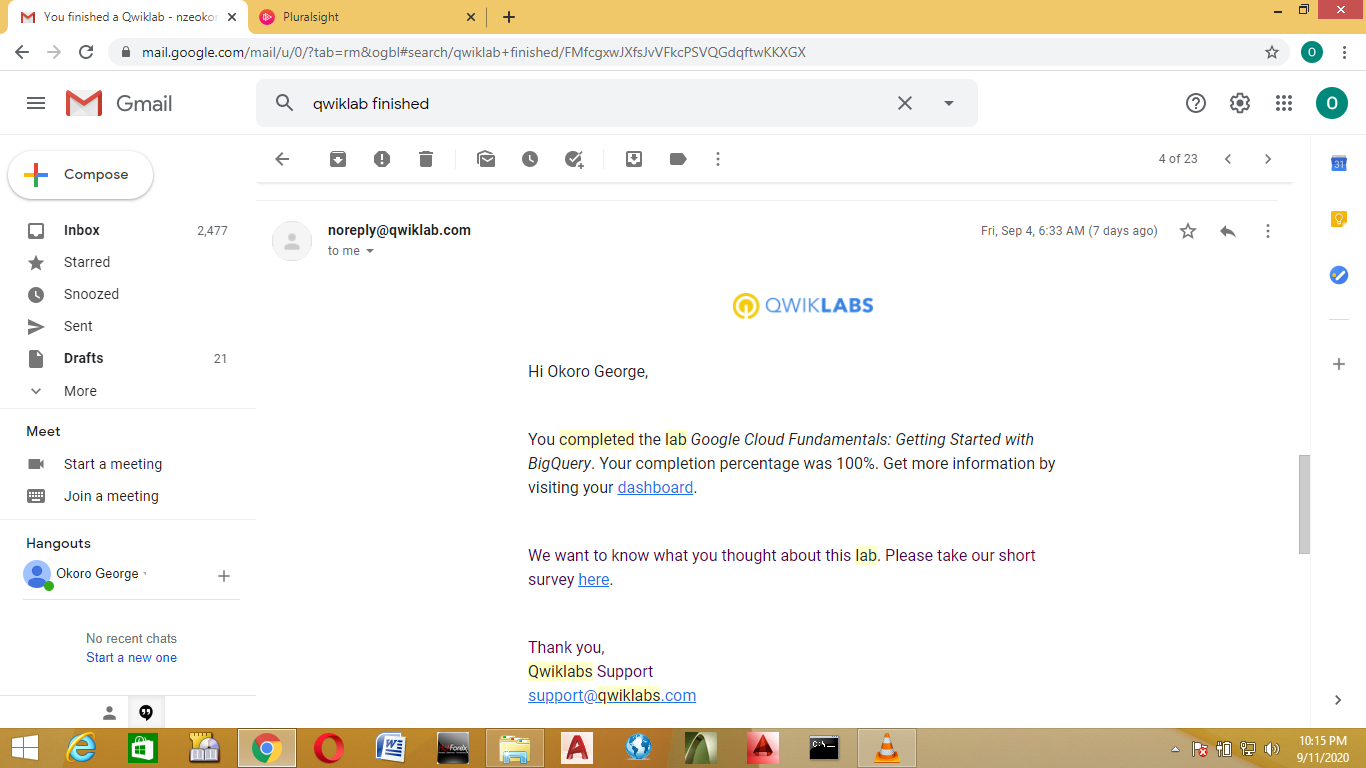 You finished a Qwiklab - nzeokor
Pluralsight
mail.google.com/mail/u/0/?tab=rm&ogbl#search/qwiklab+finished/FMfcgxwJXfsJvVFkcPSVQGdqftwKKXGX
O
Gmail
qwiklab finished
O
Compose
4 of 23
31
Inbox 2,477
Starred
Snoozed
Sent
Drafts 21
More
Meet
Start a meeting
Join a meeting
Hangouts
Okoro George
No recent chats
Start a new one
noreply@qwiklab.com
Fri, Sep 4, 6:33 AM (7 days ago)
to me
QWIKLABS
Hi Okoro George,
You completed the lab Google Cloud Fundamentals: Getting Started with
BigQuery. Your completion percentage was 100%. Get more information by
visiting your dashboard.
We want to know what you thought about this lab. Please take our short
survey here.
Thank you,
Qwiklabs Support
support@qwiklabs.com
10:15 PM
9/11/2020